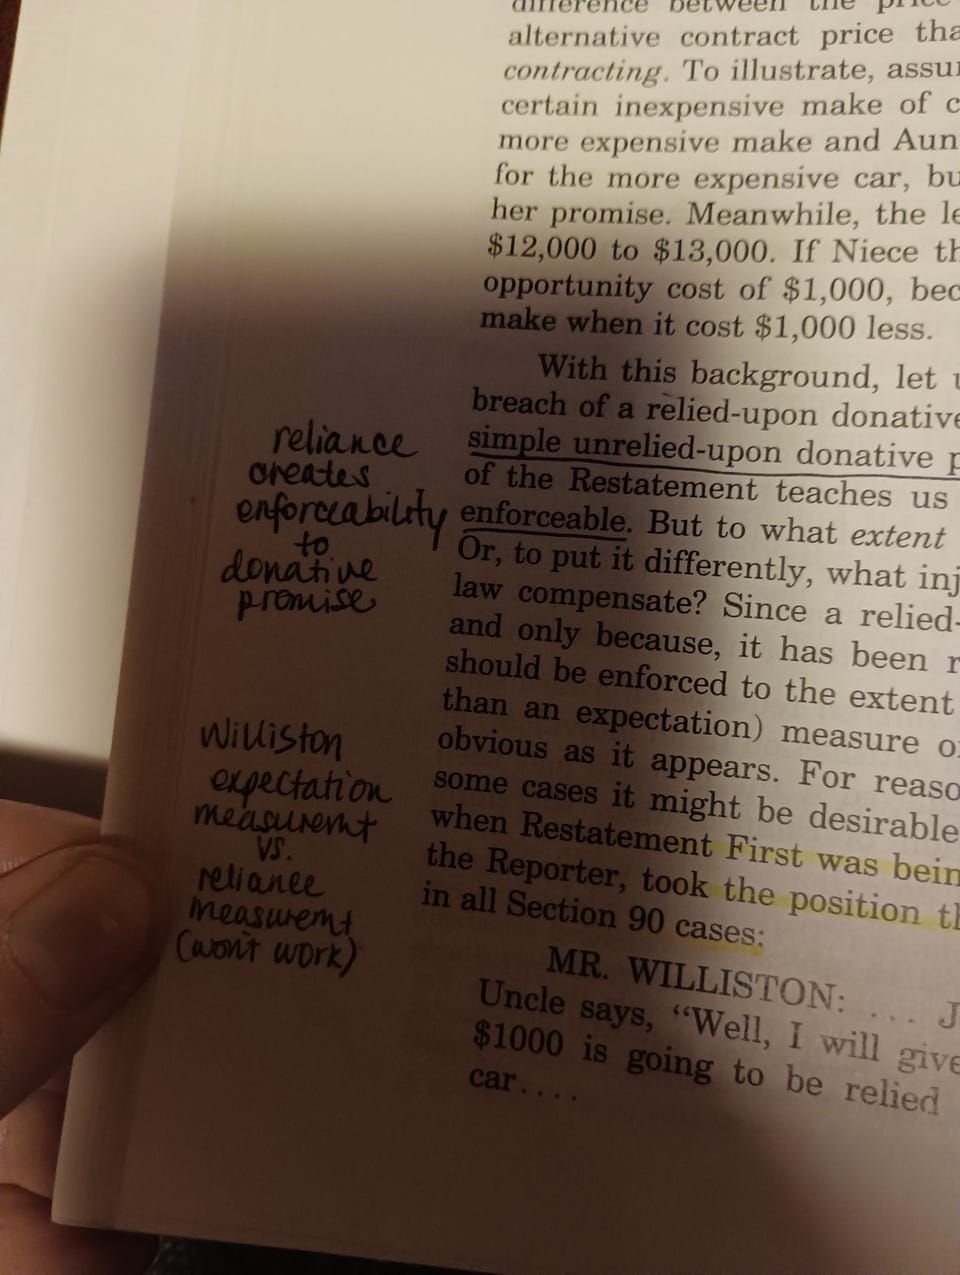 difference between the price
alternative contract price tha
contracting. To illustrate, assu
certain inexpensive make of c
more expensive make and Aun
for the more expensive car, bu
her promise. Meanwhile, the le
$12,000 to $13,000. If Niece th
opportunity cost of $1,000, bec
make when it cost $1,000 less.
With this background, let u
breach of a relied-upon donative
simple unrelied-upon donative p
of the Restatement teaches us
enforceable. But to what extent
Or, to put it differently, what inj
law compensate? Since a relied-
and only because, it has been r
should be enforced to the extent
than an expectation) measure o
obvious as it appears. For reaso
some cases it might be desirable
when Restatement First was bein
the Reporter, took the position th
in all Section 90 cases:
MR. WILLISTON: ... J
Uncle says, “Well, I will give
$1000 is going to be relied
car....
reliance
creates
enforceability
to
donative
promise
Williston
expectation
measuremt
vs.
reliance
measuremt
(won't work)